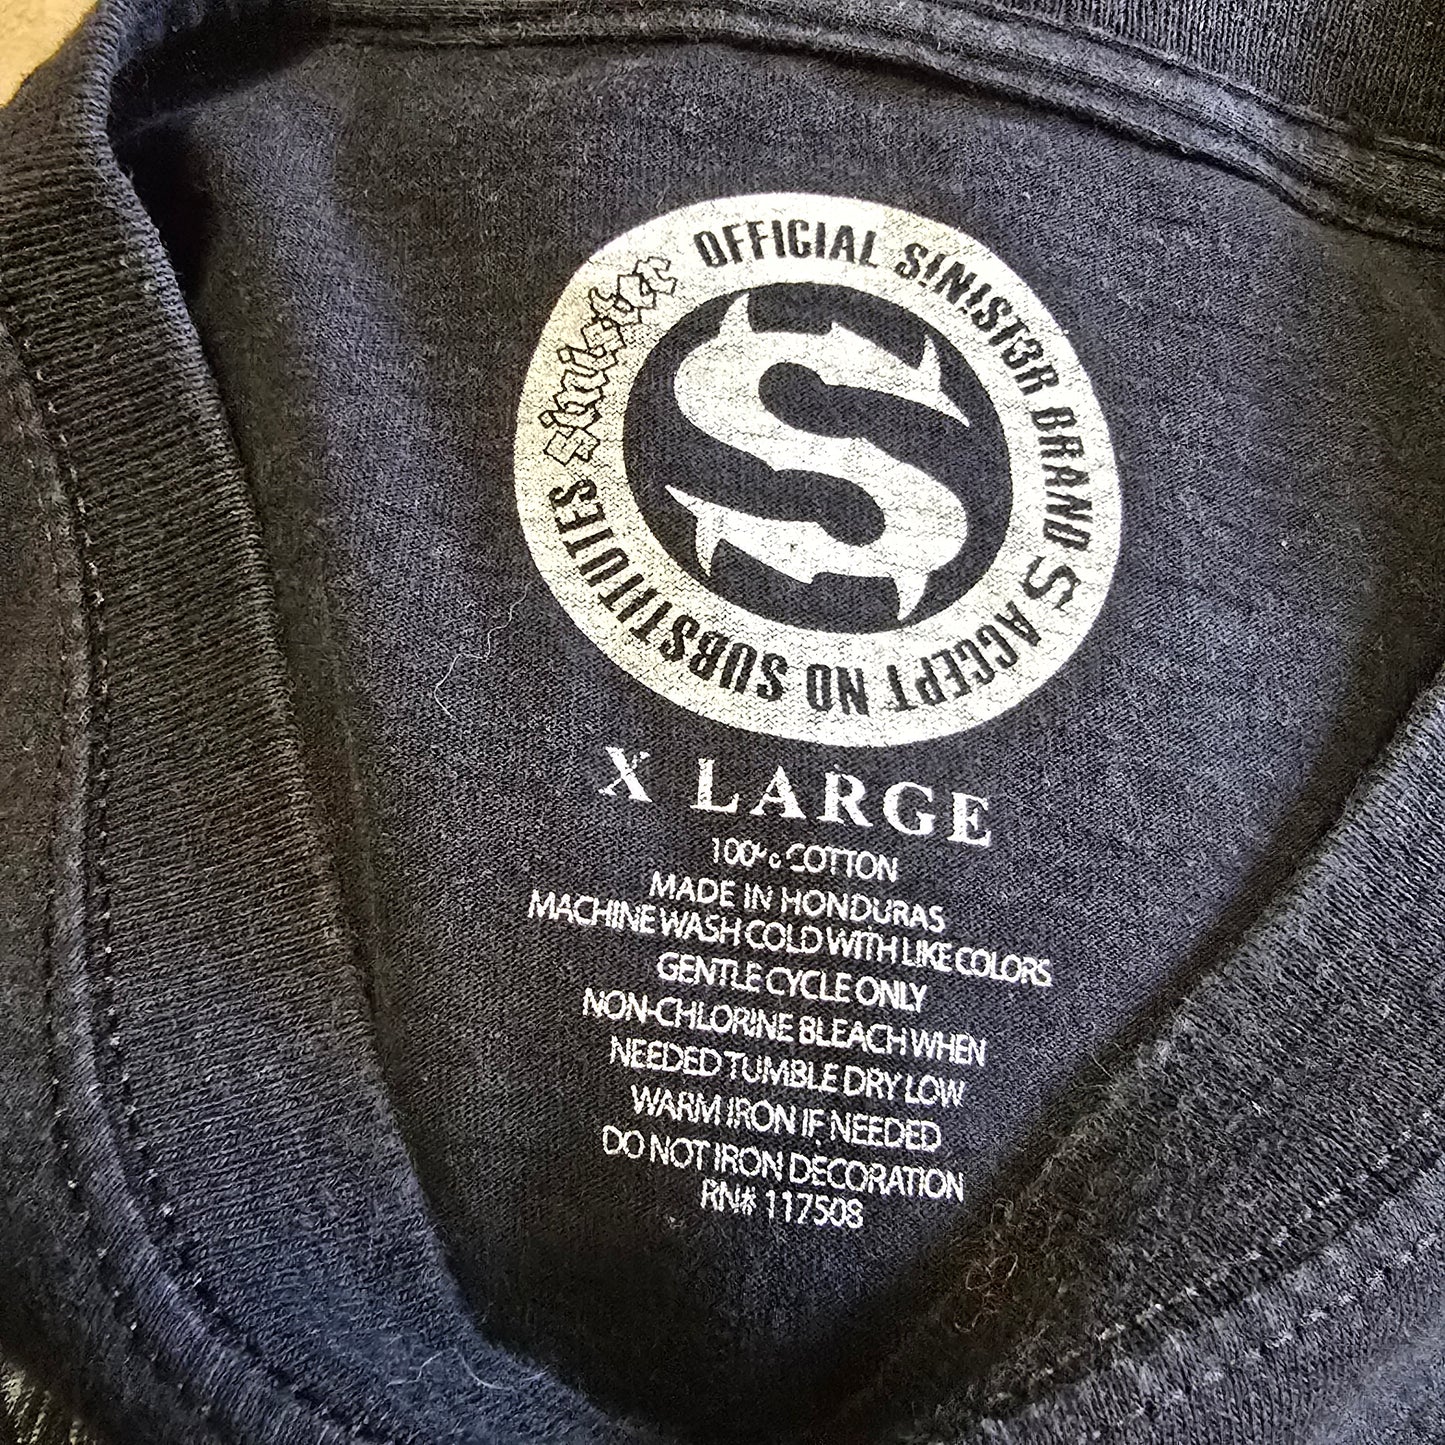 OFFICIAL S!N!ST3R BRAND S ACCEPT NO SUBSTITUTES sinister
S
X LARGE
100% COTTON
MADE IN HONDURAS
MACHINE WASH COLD WITH LIKE COLORS
GENTLE CYCLE ONLY
NON-CHLORINE BLEACH WHEN
NEEDED TUMBLE DRY LOW
WARM IRON IF NEEDED
DO NOT IRON DECORATION
RN# 117508